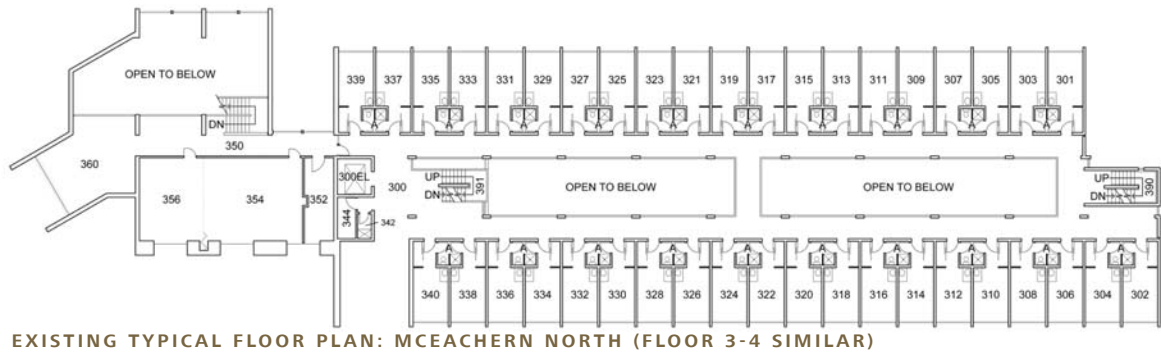 339 337 335 333 331 329 327 325 323 321 319 317 315 313 311 309 307 305 303 301
OPEN TO BELOW
DN
350
360
356 354 352
300EL
300
344
342
UP
DN
391
OPEN TO BELOW
OPEN TO BELOW
UP
DN
390
A A A A A A A A A A
340 338 336 334 332 330 328 326 324 322 320 318 316 314 312 310 308 306 304 302
EXISTING TYPICAL FLOOR PLAN: MCEACHERN NORTH (FLOOR 3-4 SIMILAR)